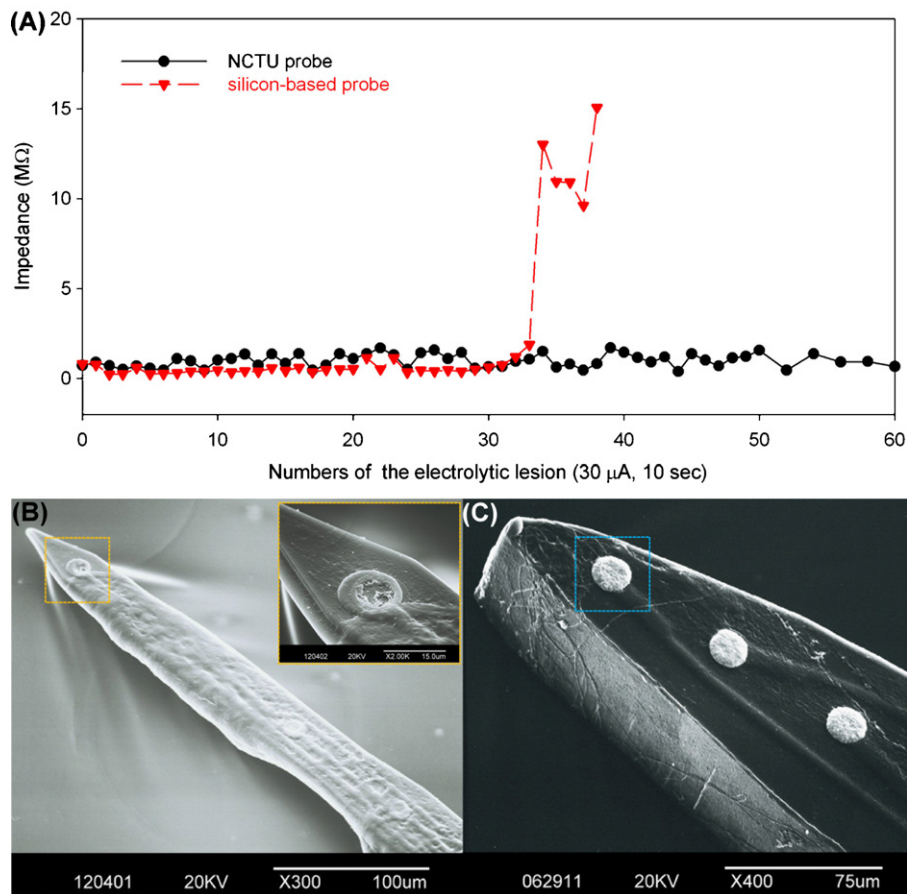 (A)
20
15
10
5
0
Impedance (MΩ)
NCTU probe
silicon-based probe
0 10 20 30 40 50 60
Numbers of the electrolytic lesion (30 μA, 10 sec)
(B)
120402 20KV X2.00K 15.0um
120401 20KV X300 100um
(C)
062911 20KV X400 75um